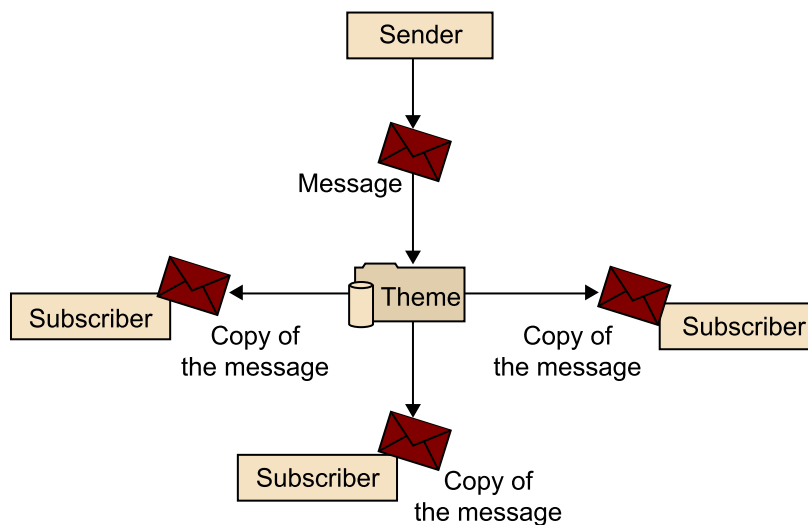 Sender
Message
Theme
Subscriber
Copy of
the message
Copy of
the message
Subscriber
Subscriber
Copy of
the message